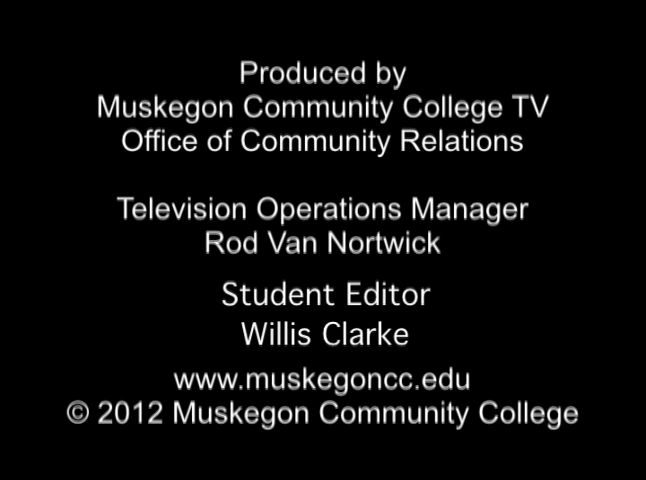 Produced by
Muskegon Community College TV
Office of Community Relations
Television Operations Manager
Rod Van Nortwick
Student Editor
Willis Clarke
www.muskegoncc.edu
© 2012 Muskegon Community College